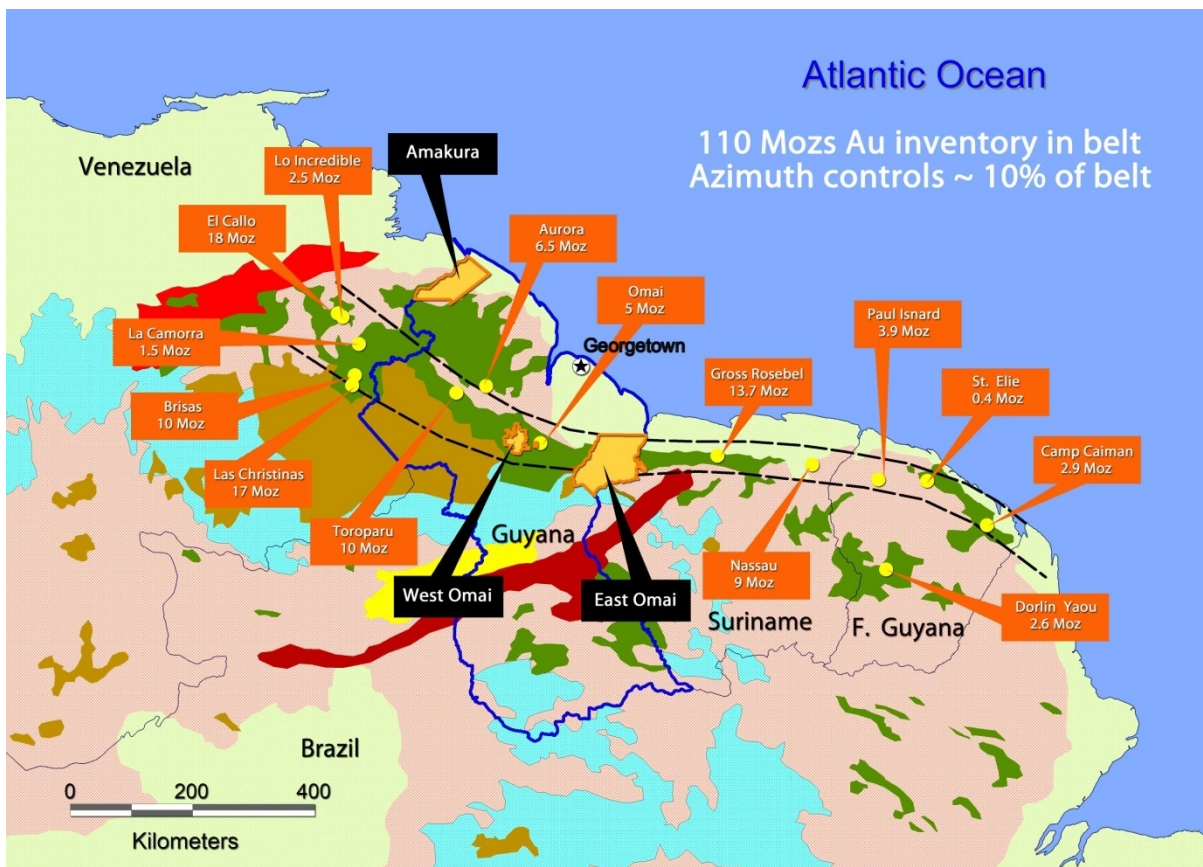 Atlantic Ocean
110 Mozs Au inventory in belt
Azimuth controls ~ 10% of belt
Venezuela
Lo Incredible
2.5 Moz
Amakura
El Callo
18 Moz
Aurora
6.5 Moz
Omai
5 Moz
La Camorra
1.5 Moz
Georgetown
Paul Isnard
3.9 Moz
Gross Rosebel
13.7 Moz
St. Elie
0.4 Moz
Brisas
10 Moz
Camp Caiman
2.9 Moz
Las Christinas
17 Moz
Toroparu
10 Moz
Guyana
Nassau
9 Moz
West Omai
East Omai
Suriname
F. Guyana
Dorlin Yaou
2.6 Moz
Brazil
0 200 400
Kilometers